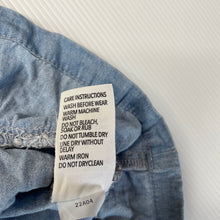 CARE INSTRUCTIONS
WASH BEFORE WEAR
WARM MACHINE
WASH
DO NOT BLEACH,
SOAK OR RUB
DO NOT TUMBLE DRY
LINE DRY WITHOUT
DELAY
WARM IRON
DO NOT DRYCLEAN
22A04